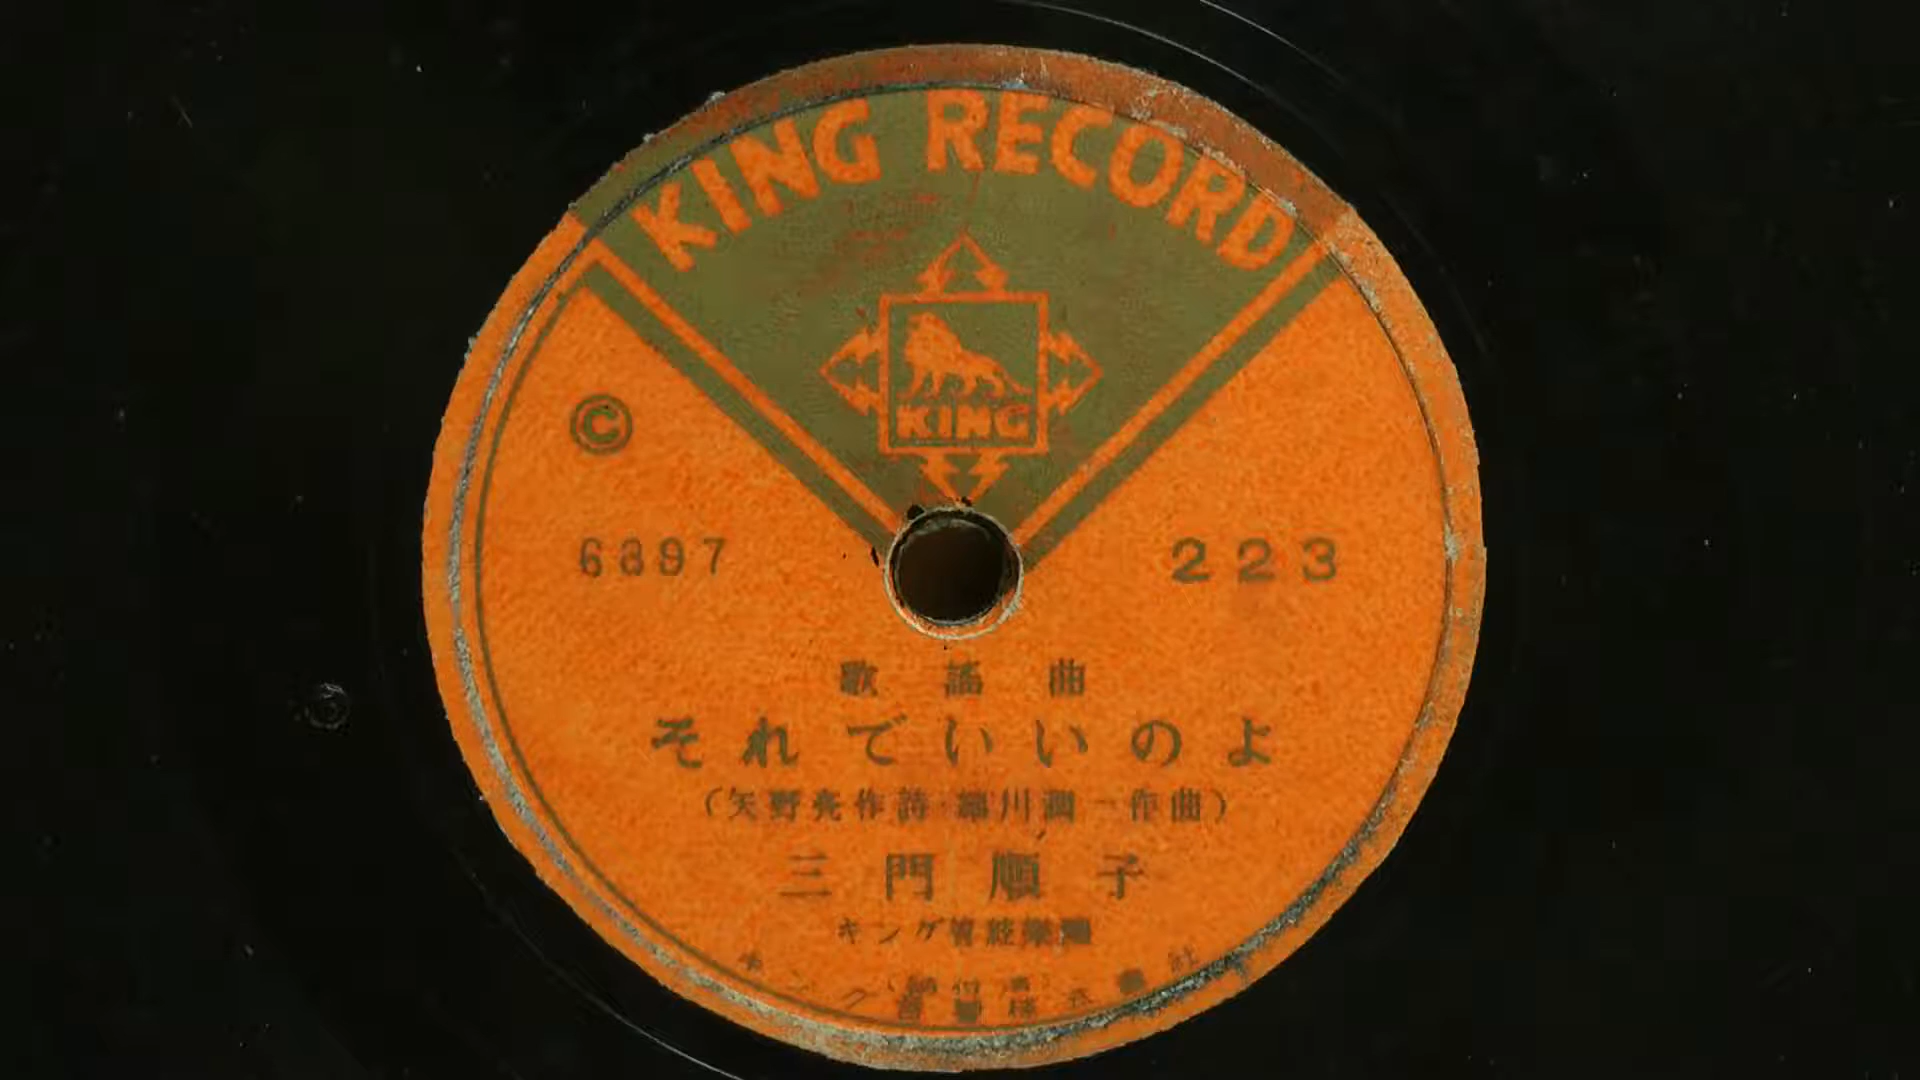 KING RECORD
KING
©
6897 223
歌謡曲
それでいいのよ
(矢野亮作詩 細川潤一作曲)
三門順子
キング管絃楽團